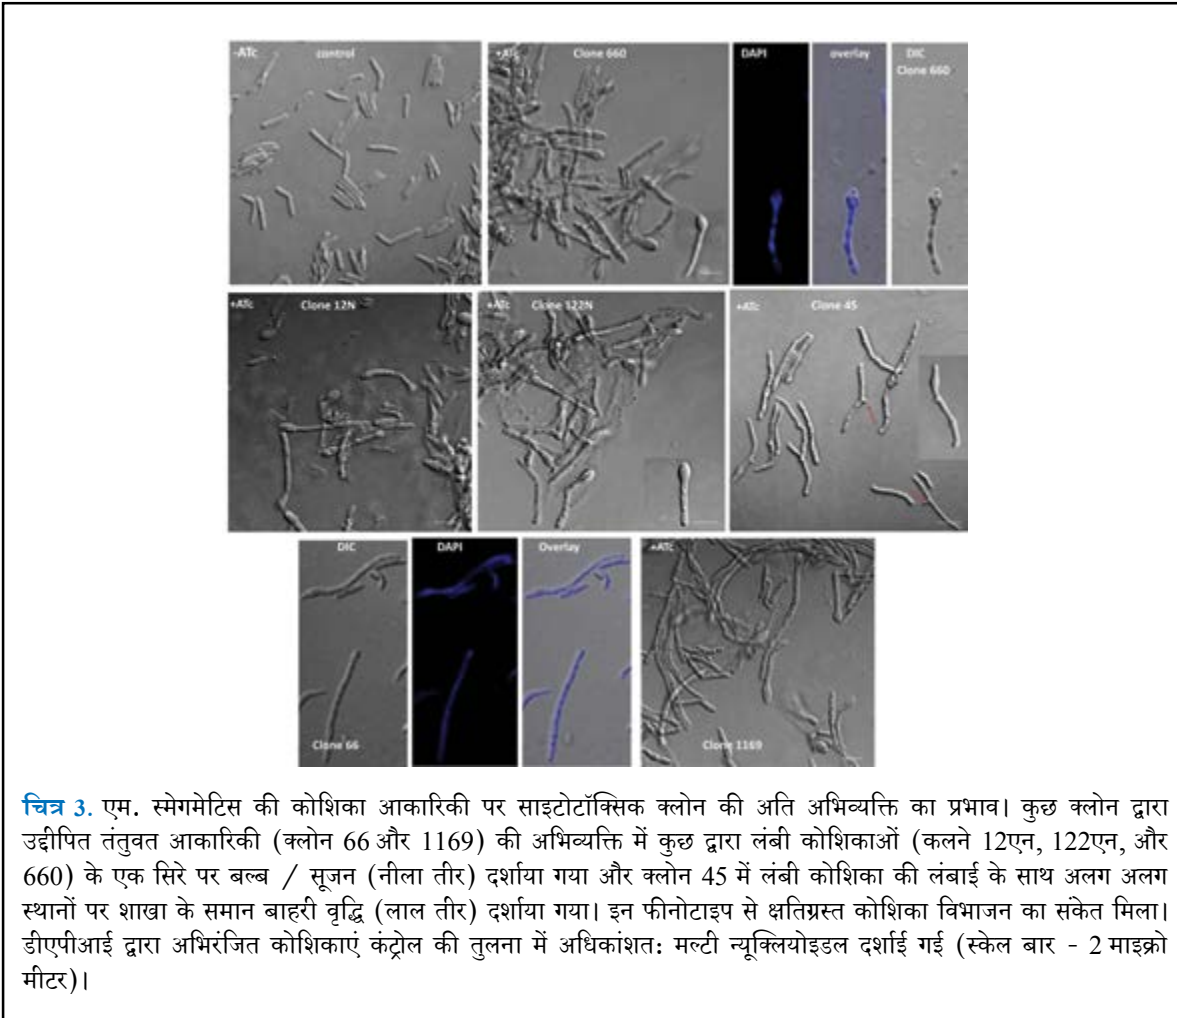 -ATc control
+ATc Clone 660
DAPI
overlay
DIC
Clone 660
+ATc Clone 12N
+ATc Clone 122N
+ATc Clone 45
DIC
DAPI
Overlay
Clone 66
+ATc
Clone 1169
चित्र 3. एम. स्मेगमेटिस की कोशिका आकारिकी पर साइटोटॉक्सिक क्लोन की अति अभिव्यक्ति का प्रभाव। कुछ क्लोन द्वारा
उद्दीपित तंतुवत आकारिकी (क्लोन 66 और 1169) की अभिव्यक्ति में कुछ द्वारा लंबी कोशिकाओं (कलने 12एन, 122एन, और
660) के एक सिरे पर बल्ब / सूजन (नीला तीर) दर्शाया गया और क्लोन 45 में लंबी कोशिका की लंबाई के साथ अलग अलग
स्थानों पर शाखा के समान बाहरी वृद्धि (लाल तीर) दर्शाया गया। इन फीनोटाइप से क्षतिग्रस्त कोशिका विभाजन का संकेत मिला।
डीएपीआई द्वारा अभिरंजित कोशिकाएं कंट्रोल की तुलना में अधिकांशत: मल्टी न्यूक्लियोइडल दर्शाई गई (स्केल बार - 2 माइक्रो
मीटर)।